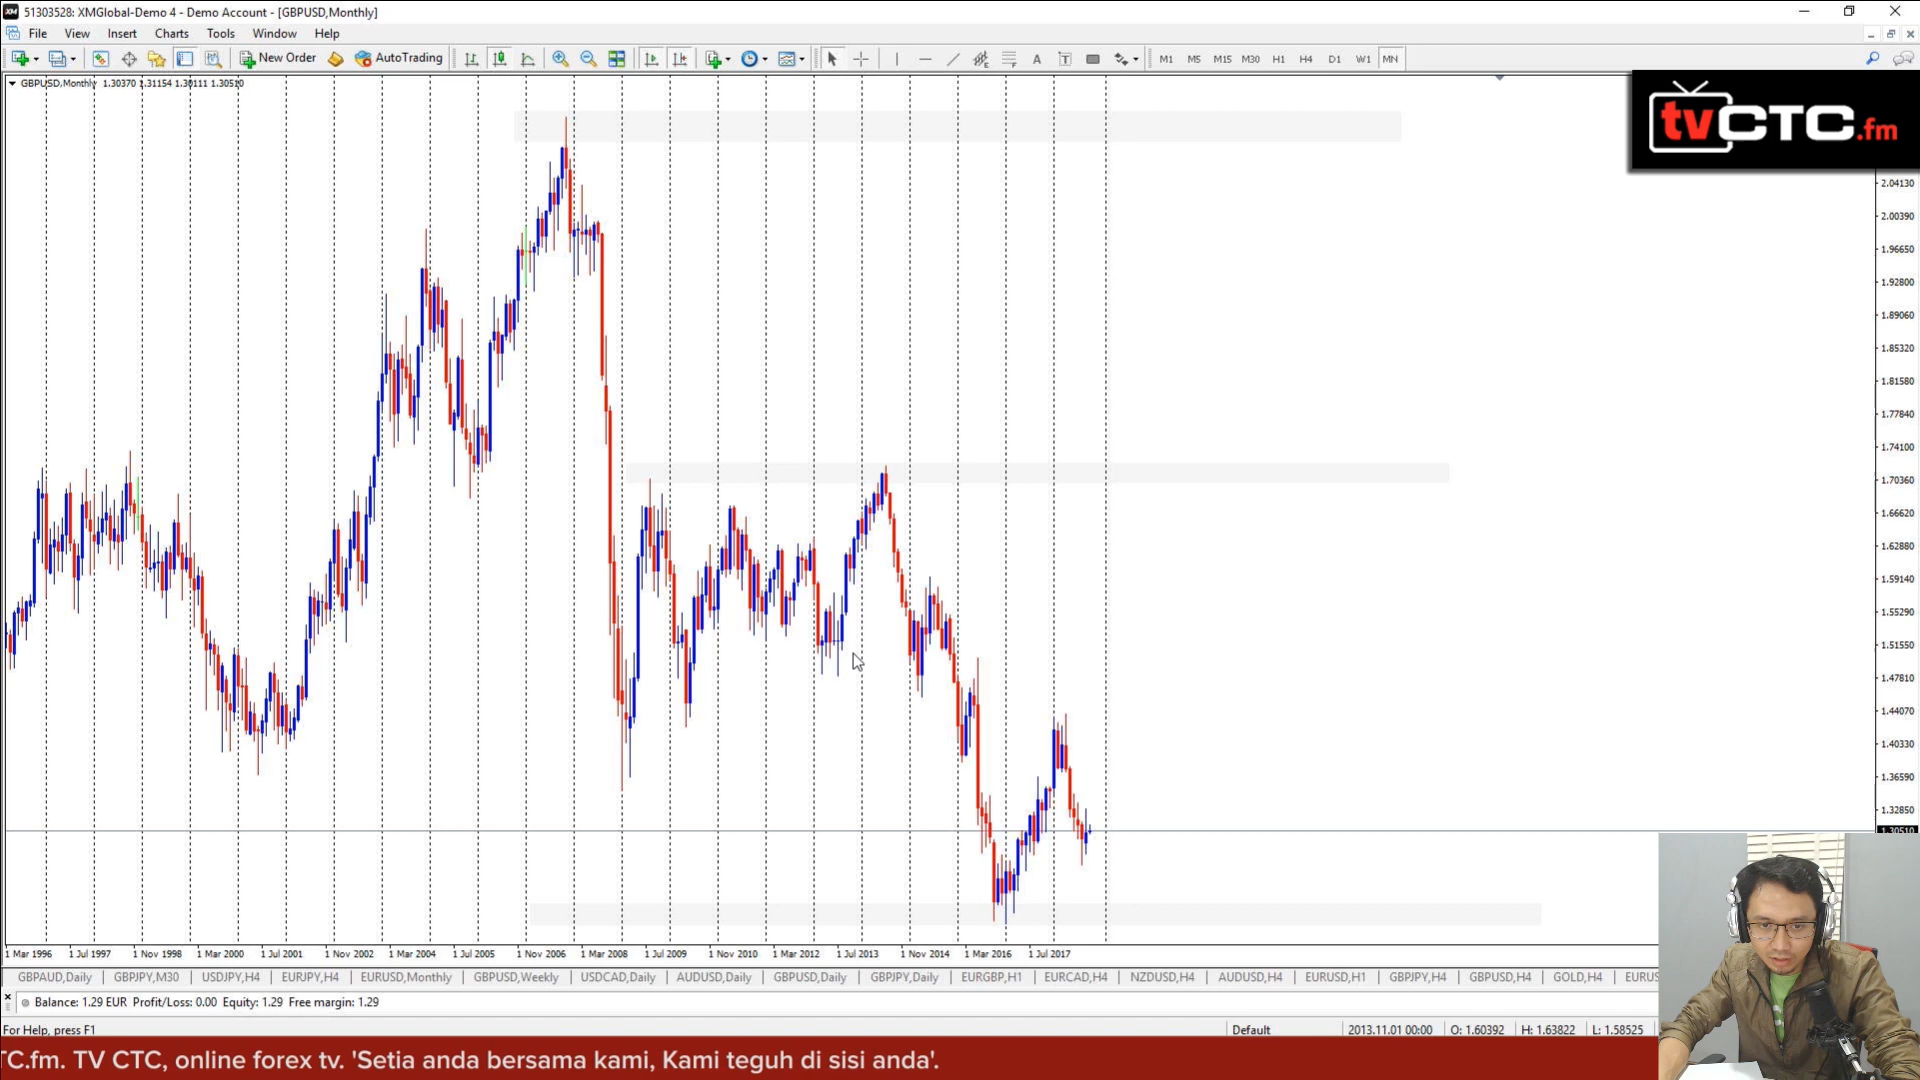 51303528: XMGlobal-Demo 4 - Demo Account - [GBPUSD,Monthly]
File View Insert Charts Tools Window Help
New Order AutoTrading M1 M5 M15 M30 H1 H4 D1 W1 MN
GBPUSD,Monthly 1.30370 1.31154 1.30111 1.30510
tvCTC.fm
2.04130
2.00390
1.96650
1.92800
1.89060
1.85320
1.81580
1.77840
1.74100
1.70360
1.66620
1.62880
1.59140
1.55290
1.51550
1.47810
1.44070
1.40330
1.36590
1.32850
1.30510
1 Mar 1996 1 Jul 1997 1 Nov 1998 1 Mar 2000 1 Jul 2001 1 Nov 2002 1 Mar 2004 1 Jul 2005 1 Nov 2006 1 Mar 2008 1 Jul 2009 1 Nov 2010 1 Mar 2012 1 Jul 2013 1 Nov 2014 1 Mar 2016 1 Jul 2017
GBPAUD,Daily GBPJPY,M30 USDJPY,H4 EURJPY,H4 EURUSD,Monthly GBPUSD,Weekly USDCAD,Daily AUDUSD,Daily GBPUSD,Daily GBPJPY,Daily EURGBP,H1 EURCAD,H4 NZDUSD,H4 AUDUSD,H4 EURUSD,H1 GBPJPY,H4 GBPUSD,H4 GOLD,H4 EURUS
Balance: 1.29 EUR Profit/Loss: 0.00 Equity: 1.29 Free margin: 1.29
For Help, press F1 Default 2013.11.01 00:00 O: 1.60392 H: 1.63822 L: 1.58525
TC.fm. TV CTC, online forex tv. 'Setia anda bersama kami, Kami teguh di sisi anda'.